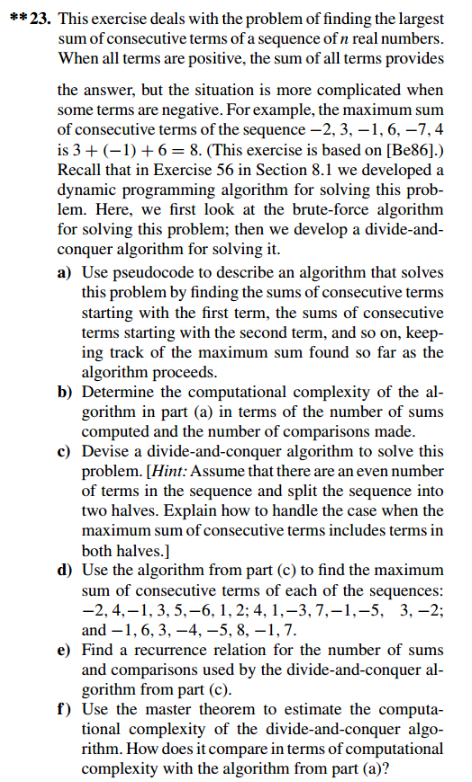 **23. This exercise deals with the problem of finding the largest
sum of consecutive terms of a sequence of n real numbers.
When all terms are positive, the sum of all terms provides
the answer, but the situation is more complicated when
some terms are negative. For example, the maximum sum
of consecutive terms of the sequence −2, 3, −1, 6, −7, 4
is 3 + (−1) + 6 = 8. (This exercise is based on [Be86].)
Recall that in Exercise 56 in Section 8.1 we developed a
dynamic programming algorithm for solving this prob-
lem. Here, we first look at the brute-force algorithm
for solving this problem; then we develop a divide-and-
conquer algorithm for solving it.
a) Use pseudocode to describe an algorithm that solves
this problem by finding the sums of consecutive terms
starting with the first term, the sums of consecutive
terms starting with the second term, and so on, keep-
ing track of the maximum sum found so far as the
algorithm proceeds.
b) Determine the computational complexity of the al-
gorithm in part (a) in terms of the number of sums
computed and the number of comparisons made.
c) Devise a divide-and-conquer algorithm to solve this
problem. [Hint: Assume that there are an even number
of terms in the sequence and split the sequence into
two halves. Explain how to handle the case when the
maximum sum of consecutive terms includes terms in
both halves.]
d) Use the algorithm from part (c) to find the maximum
sum of consecutive terms of each of the sequences:
−2, 4, −1, 3, 5, −6, 1, 2; 4, 1, −3, 7, −1, −5, 3, −2;
and −1, 6, 3, −4, −5, 8, −1, 7.
e) Find a recurrence relation for the number of sums
and comparisons used by the divide-and-conquer al-
gorithm from part (c).
f) Use the master theorem to estimate the computa-
tional complexity of the divide-and-conquer algo-
rithm. How does it compare in terms of computational
complexity with the algorithm from part (a)?